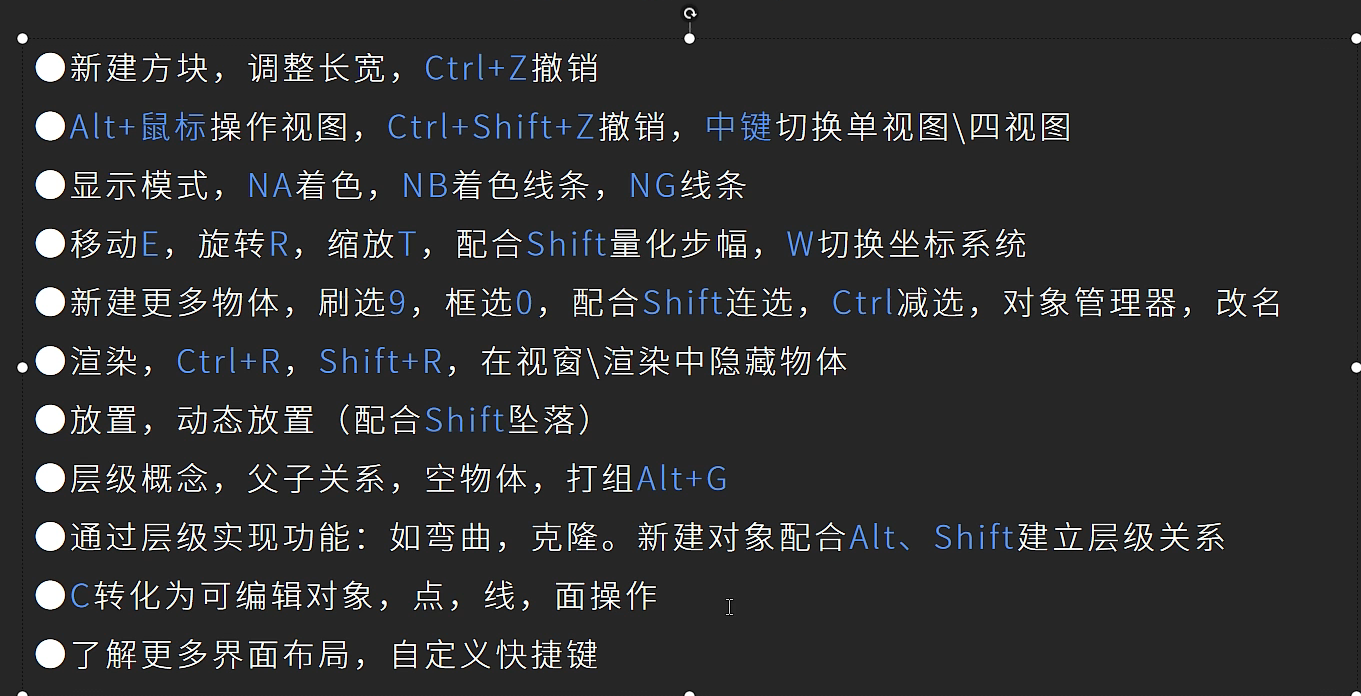 ●新建方块，调整长宽，Ctrl+Z撤销
●Alt+鼠标操作视图，Ctrl+Shift+Z撤销，中键切换单视图\四视图
●显示模式，NA着色，NB着色线条，NG线条
●移动E，旋转R，缩放T，配合Shift量化步幅，W切换坐标系统
●新建更多物体，刷选9，框选0，配合Shift连选，Ctrl减选，对象管理器，改名
●渲染，Ctrl+R，Shift+R，在视窗\渲染中隐藏物体
●放置，动态放置（配合Shift坠落）
●层级概念，父子关系，空物体，打组Alt+G
●通过层级实现功能：如弯曲，克隆。新建对象配合Alt、Shift建立层级关系
●C转化为可编辑对象，点，线，面操作
●了解更多界面布局，自定义快捷键